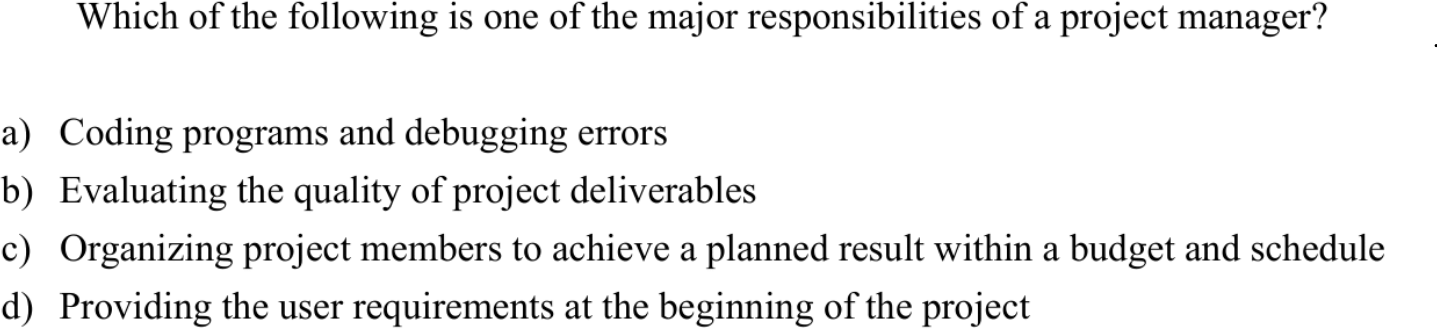 Which of the following is one of the major responsibilities of a project manager?
a) Coding programs and debugging errors
b) Evaluating the quality of project deliverables
c) Organizing project members to achieve a planned result within a budget and schedule
d) Providing the user requirements at the beginning of the project